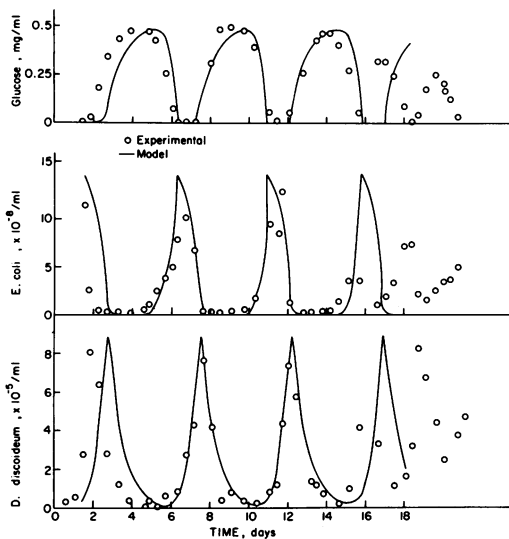 Glucose, mg/ml
0.5
0.25
0
o Experimental
— Model
E. coli, x 10⁻⁸/ml
15
10
5
0
D. discoideum, x 10⁻⁵/ml
8
6
4
2
0
0 2 4 6 8 10 12 14 16 18
TIME, days